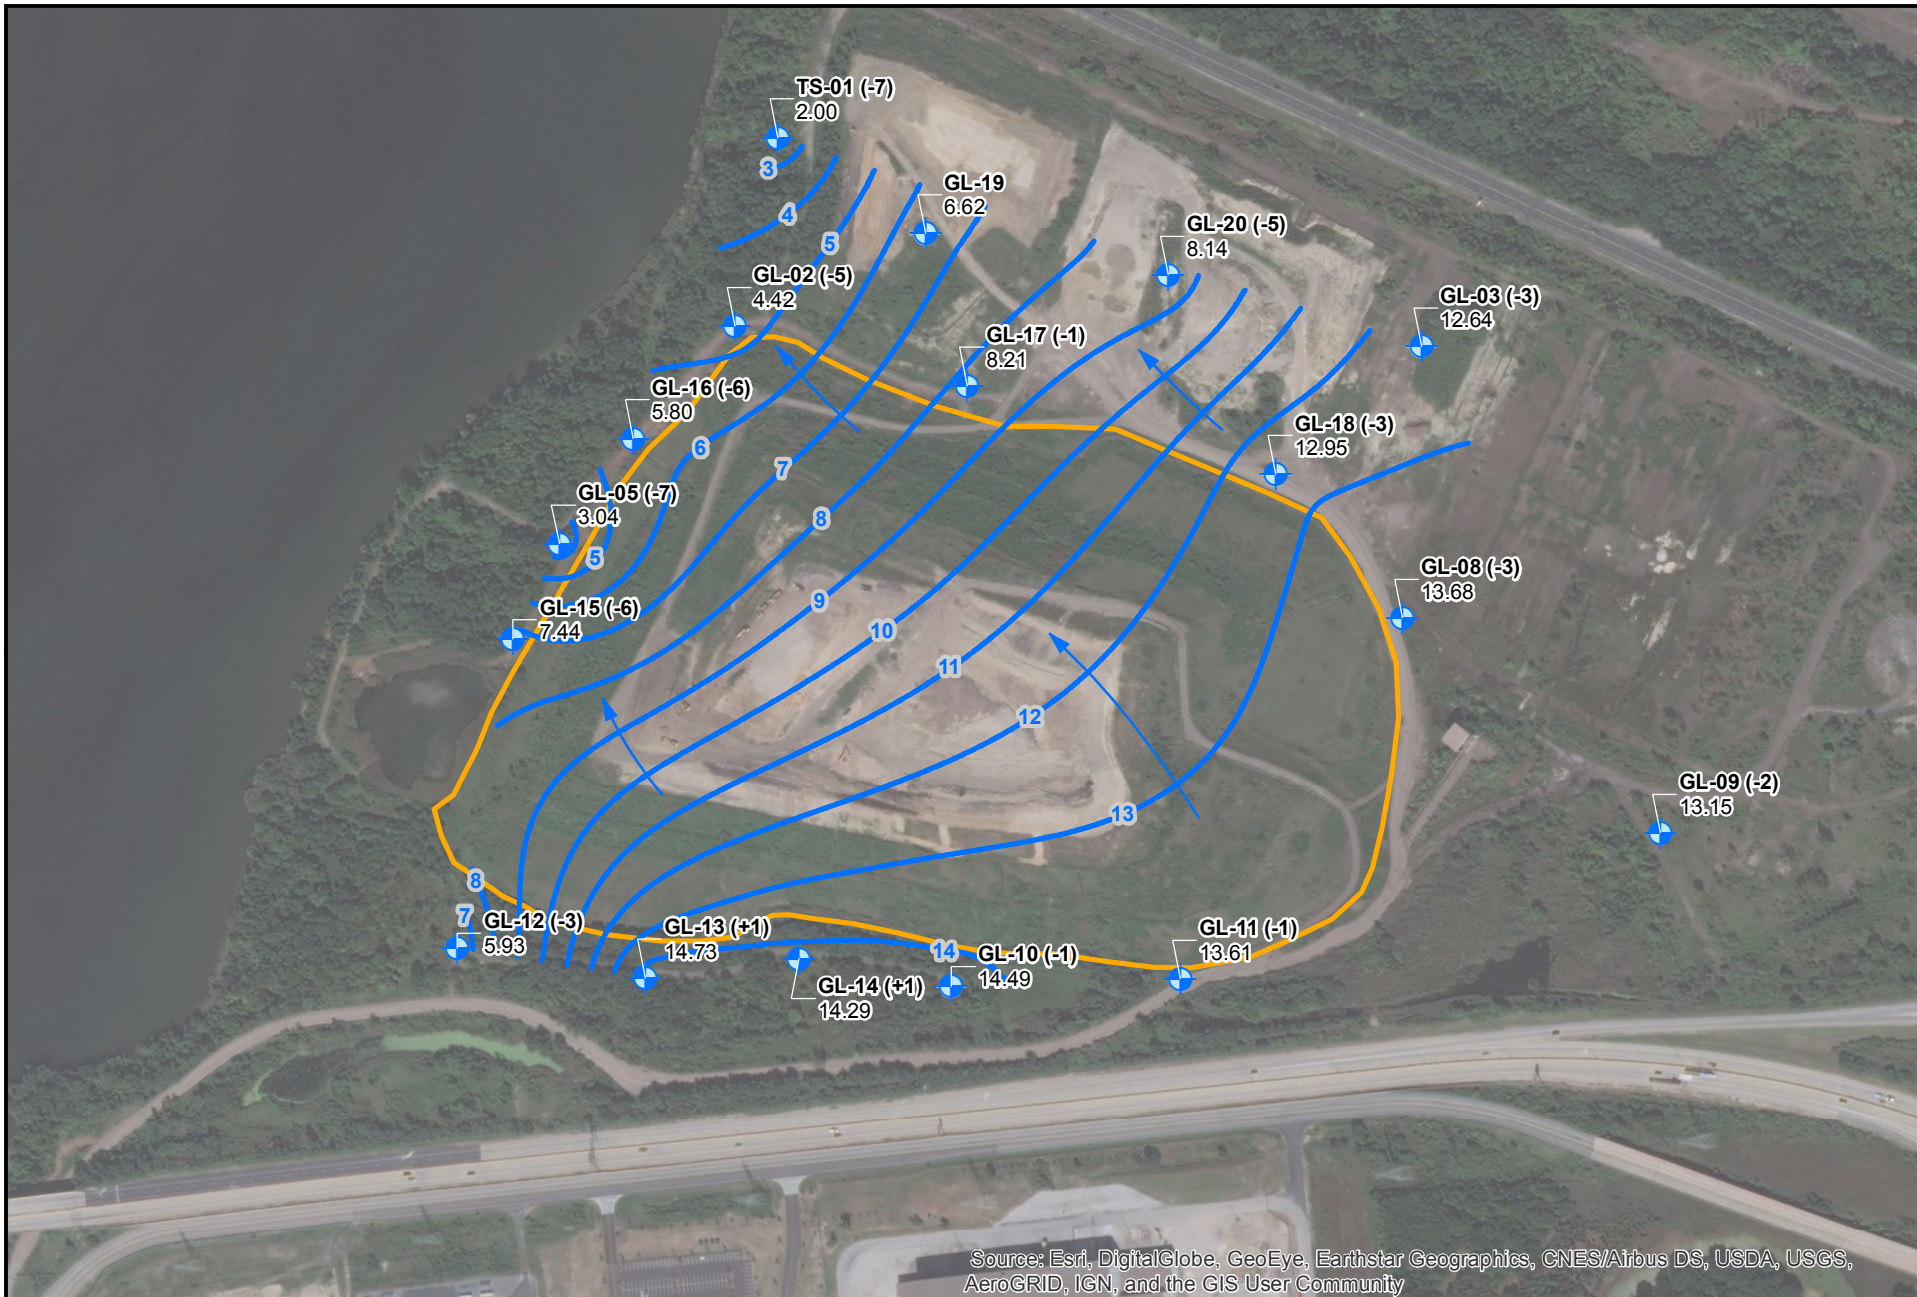 TS-01 (-7)
2.00
3
GL-19
6.62
4
GL-20 (-5)
8.14
5
GL-02 (-5)
4.42
GL-03 (-3)
12.64
GL-17 (-1)
8.21
GL-16 (-6)
5.80
GL-18 (-3)
12.95
6
7
GL-05 (-7)
3.04
8
5
GL-08 (-3)
13.68
GL-15 (-6)
7.44
9
10
11
12
GL-09 (-2)
13.15
13
8
7
GL-12 (-3)
5.93
GL-13 (+1)
14.73
14
GL-10 (-1)
14.49
GL-11 (-1)
13.61
GL-14 (+1)
14.29
Source: Esri, DigitalGlobe, GeoEye, Earthstar Geographics, CNES/Airbus DS, USDA, USGS,
AeroGRID, IGN, and the GIS User Community